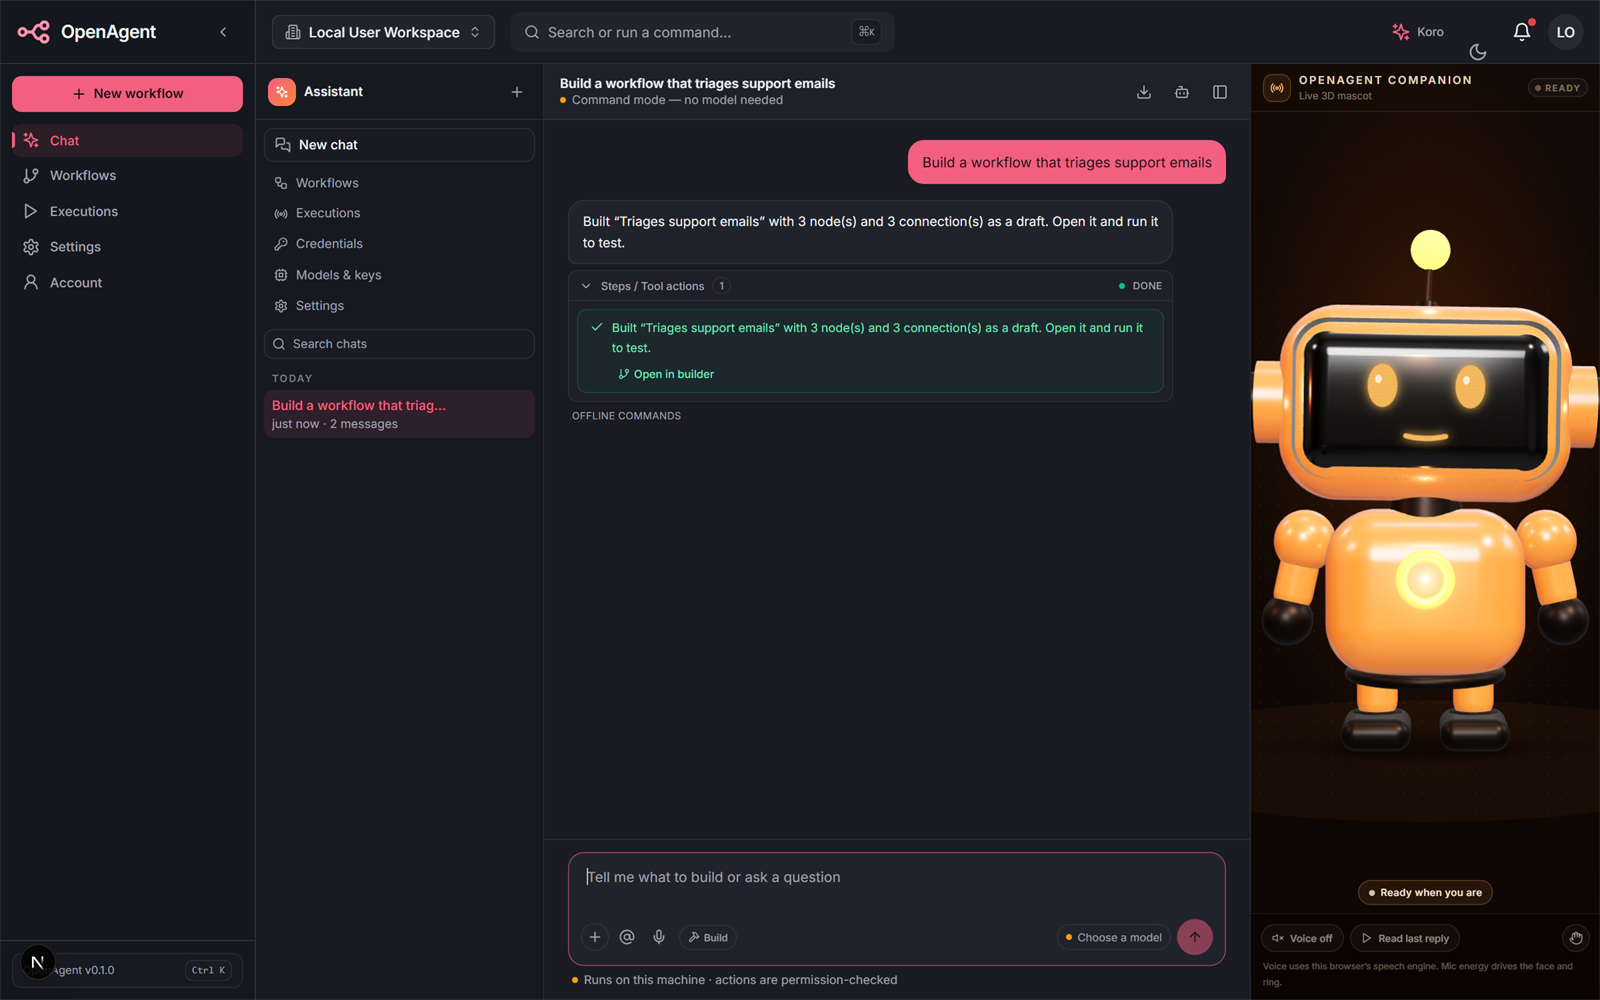 OpenAgent
Local User Workspace
Search or run a command...
⌘K
Koro
LO
New workflow
Chat
Workflows
Executions
Settings
Account
N
Agent v0.1.0
Ctrl K
Assistant
New chat
Workflows
Executions
Credentials
Models & keys
Settings
Search chats
TODAY
Build a workflow that triag...
just now · 2 messages
Build a workflow that triages support emails
Command mode — no model needed
Build a workflow that triages support emails
Built “Triages support emails” with 3 node(s) and 3 connection(s) as a draft. Open it and run it
to test.
Steps / Tool actions 1
DONE
Built “Triages support emails” with 3 node(s) and 3 connection(s) as a draft. Open it and run it
to test.
Open in builder
OFFLINE COMMANDS
Tell me what to build or ask a question
Build
Choose a model
Runs on this machine · actions are permission-checked
OPENAGENT COMPANION
Live 3D mascot
READY
Ready when you are
Voice off
Read last reply
Voice uses this browser's speech engine. Mic energy drives the face and
ring.